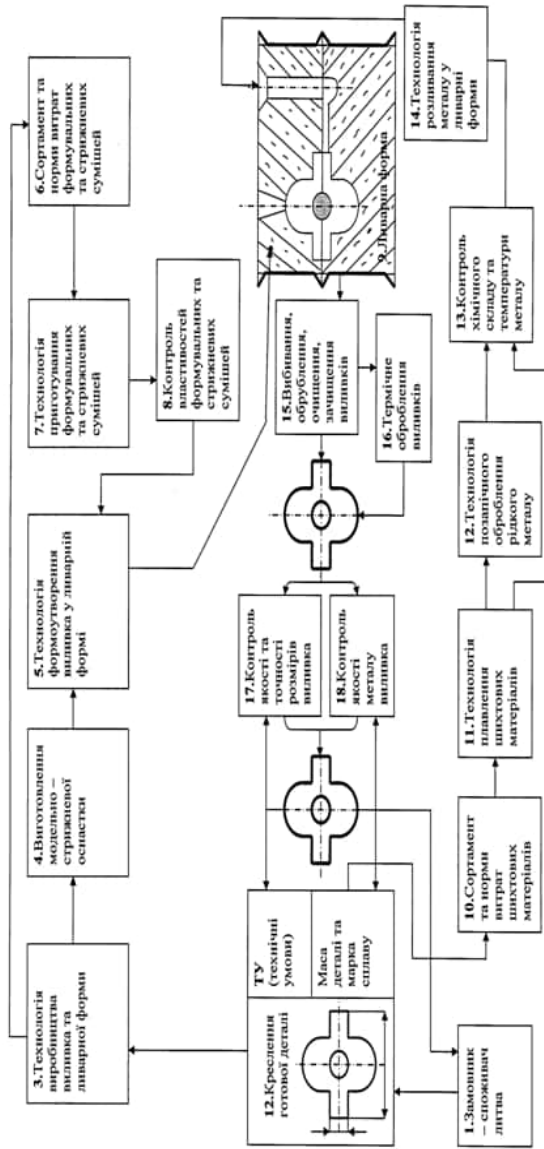 3.Технологія
виробництва
виливка та
ливарної форми
4.Виготовлення
модельно –
стрижневої
оснастки
5.Технологія
формоутворення
виливка у ливарній
формі
6.Сортамент та
норми витрат
формувальних
та стрижневих
сумішей
7.Технологія
приготування
формувальних
та стрижневих
сумішей
8.Контроль
властивостей
формувальних та
стрижневих
сумішей
12.Креслення
готової деталі
ТУ
(технічні
умови)
Маса
деталі та
марка
сплаву
17.Контроль
якості та
точності
розмірів
виливка
18.Контроль
якості
металу
виливка
15.Вибивання,
обрублення,
очищення,
зачищення
виливків
16.Термічне
оброблення
виливків
9.Ливарна форма
1.Замовник
– споживач
литва
10.Сортамент
та норми
витрат
шихтових
матеріалів
11.Технологія
плавлення
шихтових
матеріалів
12.Технологія
позапічного
оброблення
рідкого
металу
13.Контроль
хімічного
складу та
температури
металу
14.Технологія
розливання
металу у
ливарні
форми